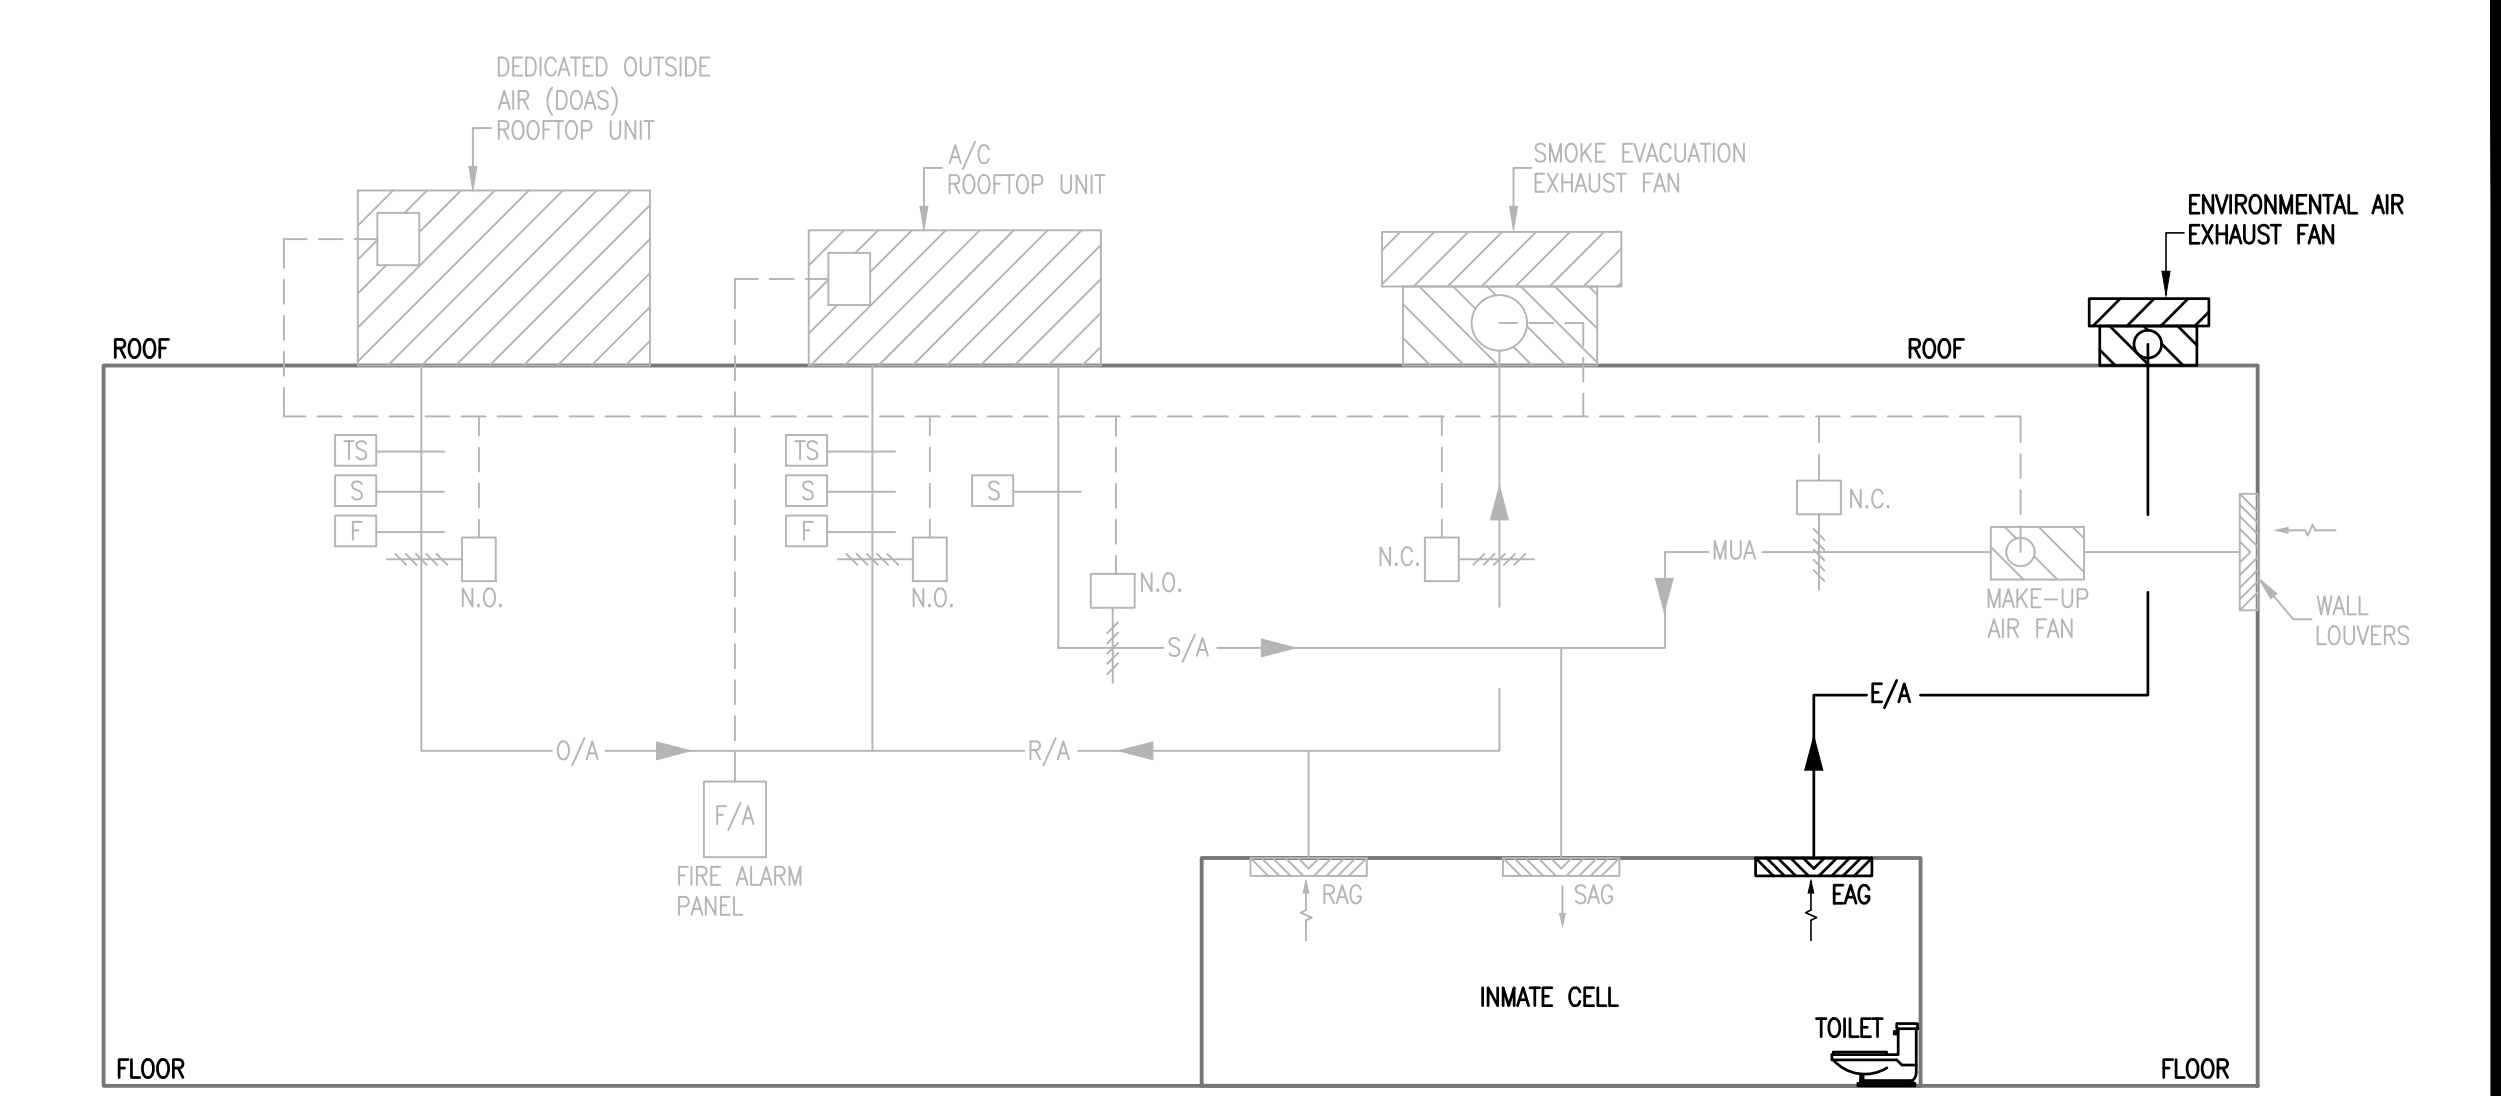 DEDICATED OUTSIDE
AIR (DOAS)
ROOFTOP UNIT
A/C
ROOFTOP UNIT
SMOKE EVACUATION
EXHAUST FAN
ENVIRONMENTAL AIR
EXHAUST FAN
ROOF
ROOF
TS
S
F
N.O.
TS
S
F
N.O.
S
N.O.
N.C.
N.C.
MUA
MAKE-UP
AIR FAN
WALL
LOUVERS
S/A
E/A
O/A
R/A
F/A
FIRE ALARM
PANEL
RAG
SAG
EAG
INMATE CELL
TOILET
FLOOR
FLOOR